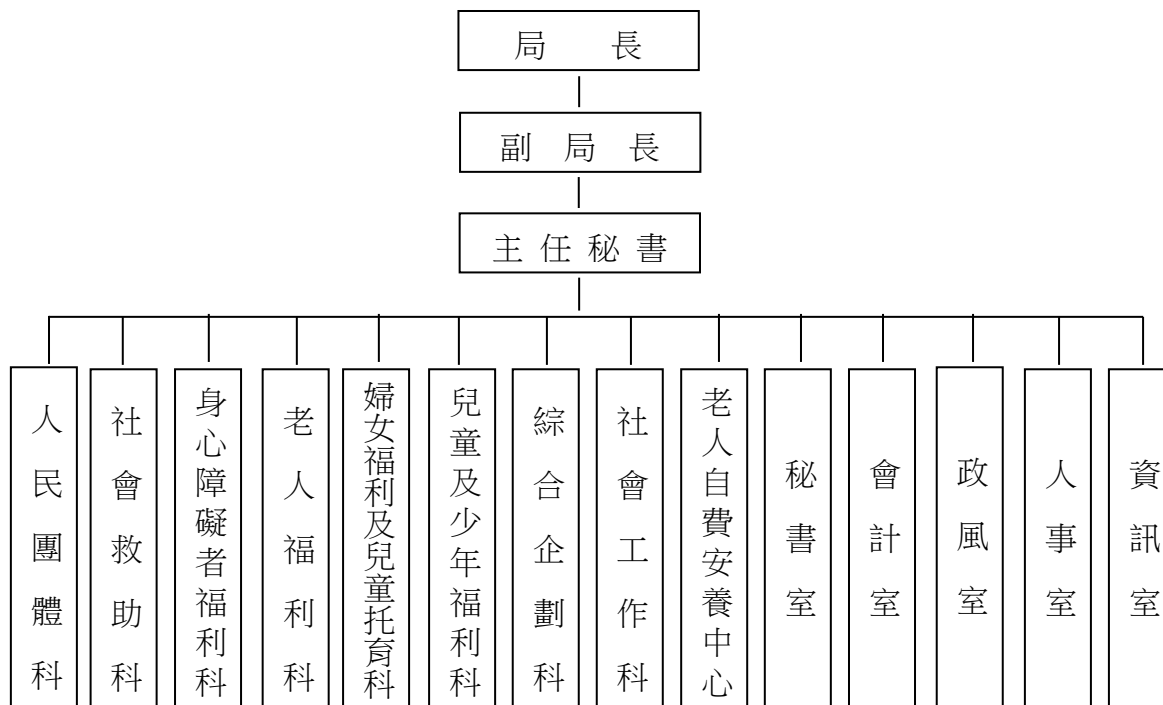 局長
副局長
主任秘書
人民團體科
社會救助科
身心障礙者福利科
老人福利科
婦女福利及兒童托育科
兒童及少年福利科
綜合企劃科
社會工作科
老人自費安養中心
秘書室
會計室
政風室
人事室
資訊室